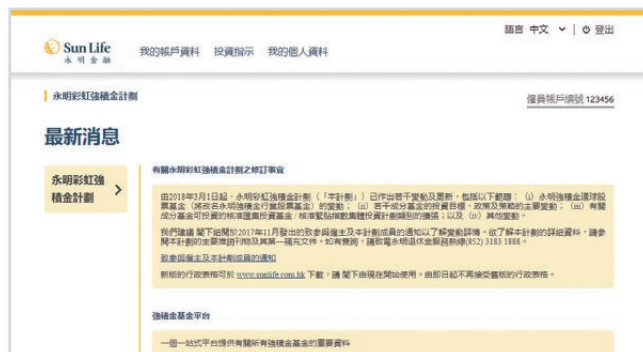 語言 中文 | 登出
Sun Life
永明金融
我的帳戶資料 投資指示 我的個人資料
永明彩虹強積金計劃
僱員帳戶編號 123456
最新消息
永明彩虹強
積金計劃
有關永明彩虹強積金計劃之修訂事宜
由2018年3月1日起，永明彩虹強積金計劃（「本計劃」）已作若干變動及更新，包括以下範疇：(i) 永明強積金環球股
票基金（將改名永明強積金行業股票基金）的變動；(ii) 若干成分基金的投資目標、政策及策略的主要變動；(iii) 有關
成分基金可投資的核准匯集投資基金／核准緊貼指數集體投資計劃類別的擴張；以及 (iv) 其他變動。
我們建議 閣下細閱於2017年11月發出的致參與僱主及本計劃成員的通知以了解變動詳情。欲了解本計劃的詳細資料，請參
閱本計劃的主要推銷刊物及其第一補充文件。如有查詢，請致電永明退休金服務熱線(852) 3183 1888。
致參與僱主及本計劃成員的通知
新版的行政表格可於 www.sunlife.com.hk 下載，請 閣下由現在開始使用。由即日起不再接受舊版的行政表格。
強積金基金平台
一個一站式平台提供有關所有強積金基金的重要資料